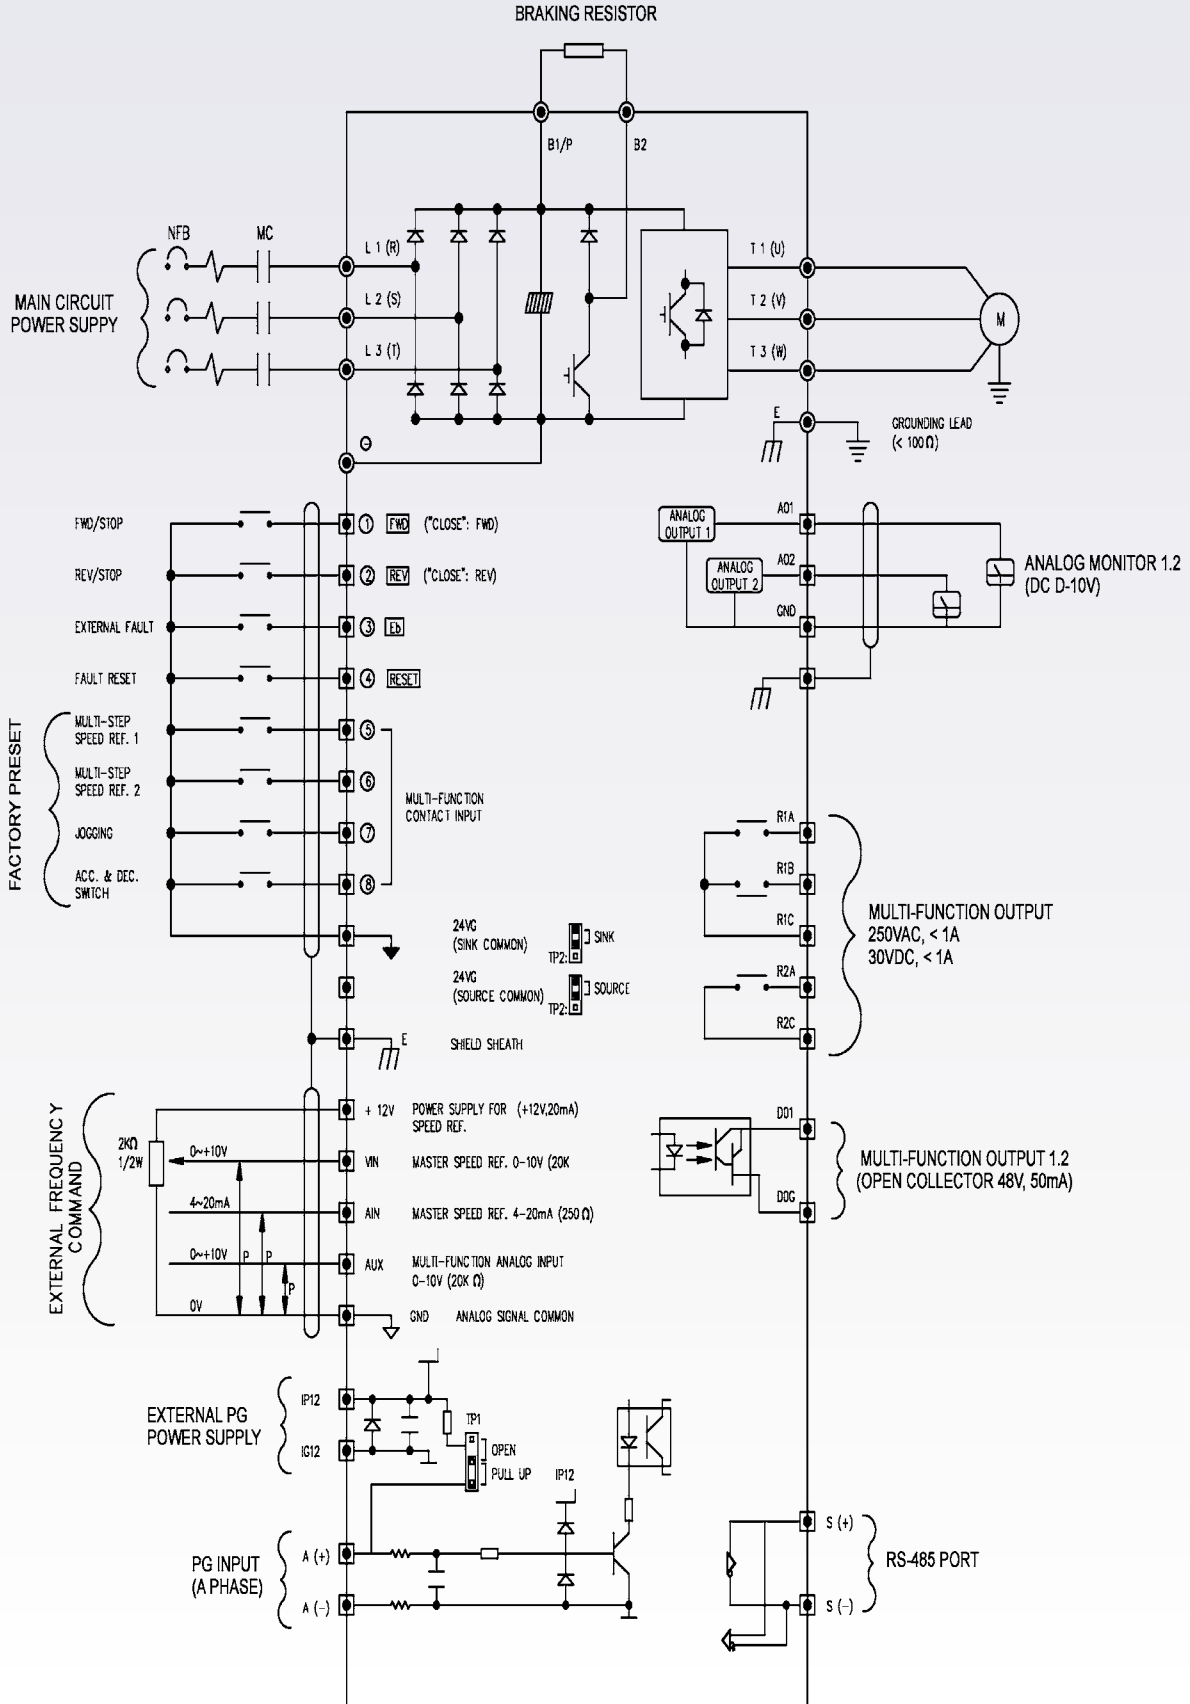 BRAKING RESISTOR
B1/P
B2
NFB
MC
MAIN CIRCUIT
POWER SUPPY
L 1 (R)
L 2 (S)
L 3 (T)
T 1 (U)
T 2 (V)
T 3 (W)
M
E
GROUNDING LEAD
(< 100 Ω)
⊖
FWD/STOP
① FWD ("CLOSE": FWD)
REV/STOP
② REV ("CLOSE": REV)
EXTERNAL FAULT
③ Eb
FAULT RESET
④ RESET
FACTORY PRESET
MULTI-STEP
SPEED REF. 1
⑤
MULTI-STEP
SPEED REF. 2
⑥
JOGGING
⑦
ACC. & DEC.
SWITCH
⑧
MULTI-FUNCTION
CONTACT INPUT
24VG
(SINK COMMON)
TP2:
SINK
24VG
(SOURCE COMMON)
TP2:
SOURCE
E
SHIELD SHEATH
ANALOG
OUTPUT 1
AO1
ANALOG
OUTPUT 2
AO2
GND
ANALOG MONITOR 1.2
(DC D-10V)
R1A
R1B
R1C
R2A
R2C
MULTI-FUNCTION OUTPUT
250VAC, < 1A
30VDC, < 1A
EXTERNAL FREQUENCY
COMMAND
2KΩ
1/2W
+ 12V
POWER SUPPLY FOR (+12V,20mA)
SPEED REF.
0~+10V
VIN
MASTER SPEED REF. 0-10V (20K
4~20mA
AIN
MASTER SPEED REF. 4-20mA (250 Ω)
0~+10V
AUX
MULTI-FUNCTION ANALOG INPUT
0-10V (20K Ω)
P
P
P
0V
GND
ANALOG SIGNAL COMMON
DO1
DOG
MULTI-FUNCTION OUTPUT 1.2
(OPEN COLLECTOR 48V, 50mA)
EXTERNAL PG
POWER SUPPLY
IP12
IG12
TP1
OPEN
PULL UP
IP12
PG INPUT
(A PHASE)
A (+)
A (−)
S (+)
S (−)
RS-485 PORT